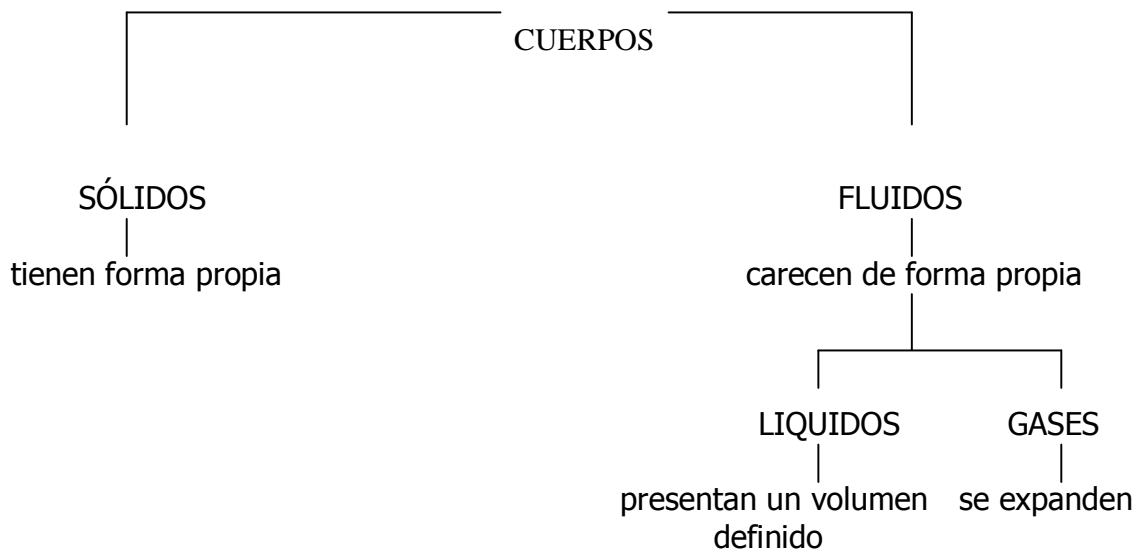 CUERPOS
SÓLIDOS
FLUIDOS
tienen forma propia
carecen de forma propia
LIQUIDOS
GASES
presentan un volumen
definido
se expanden